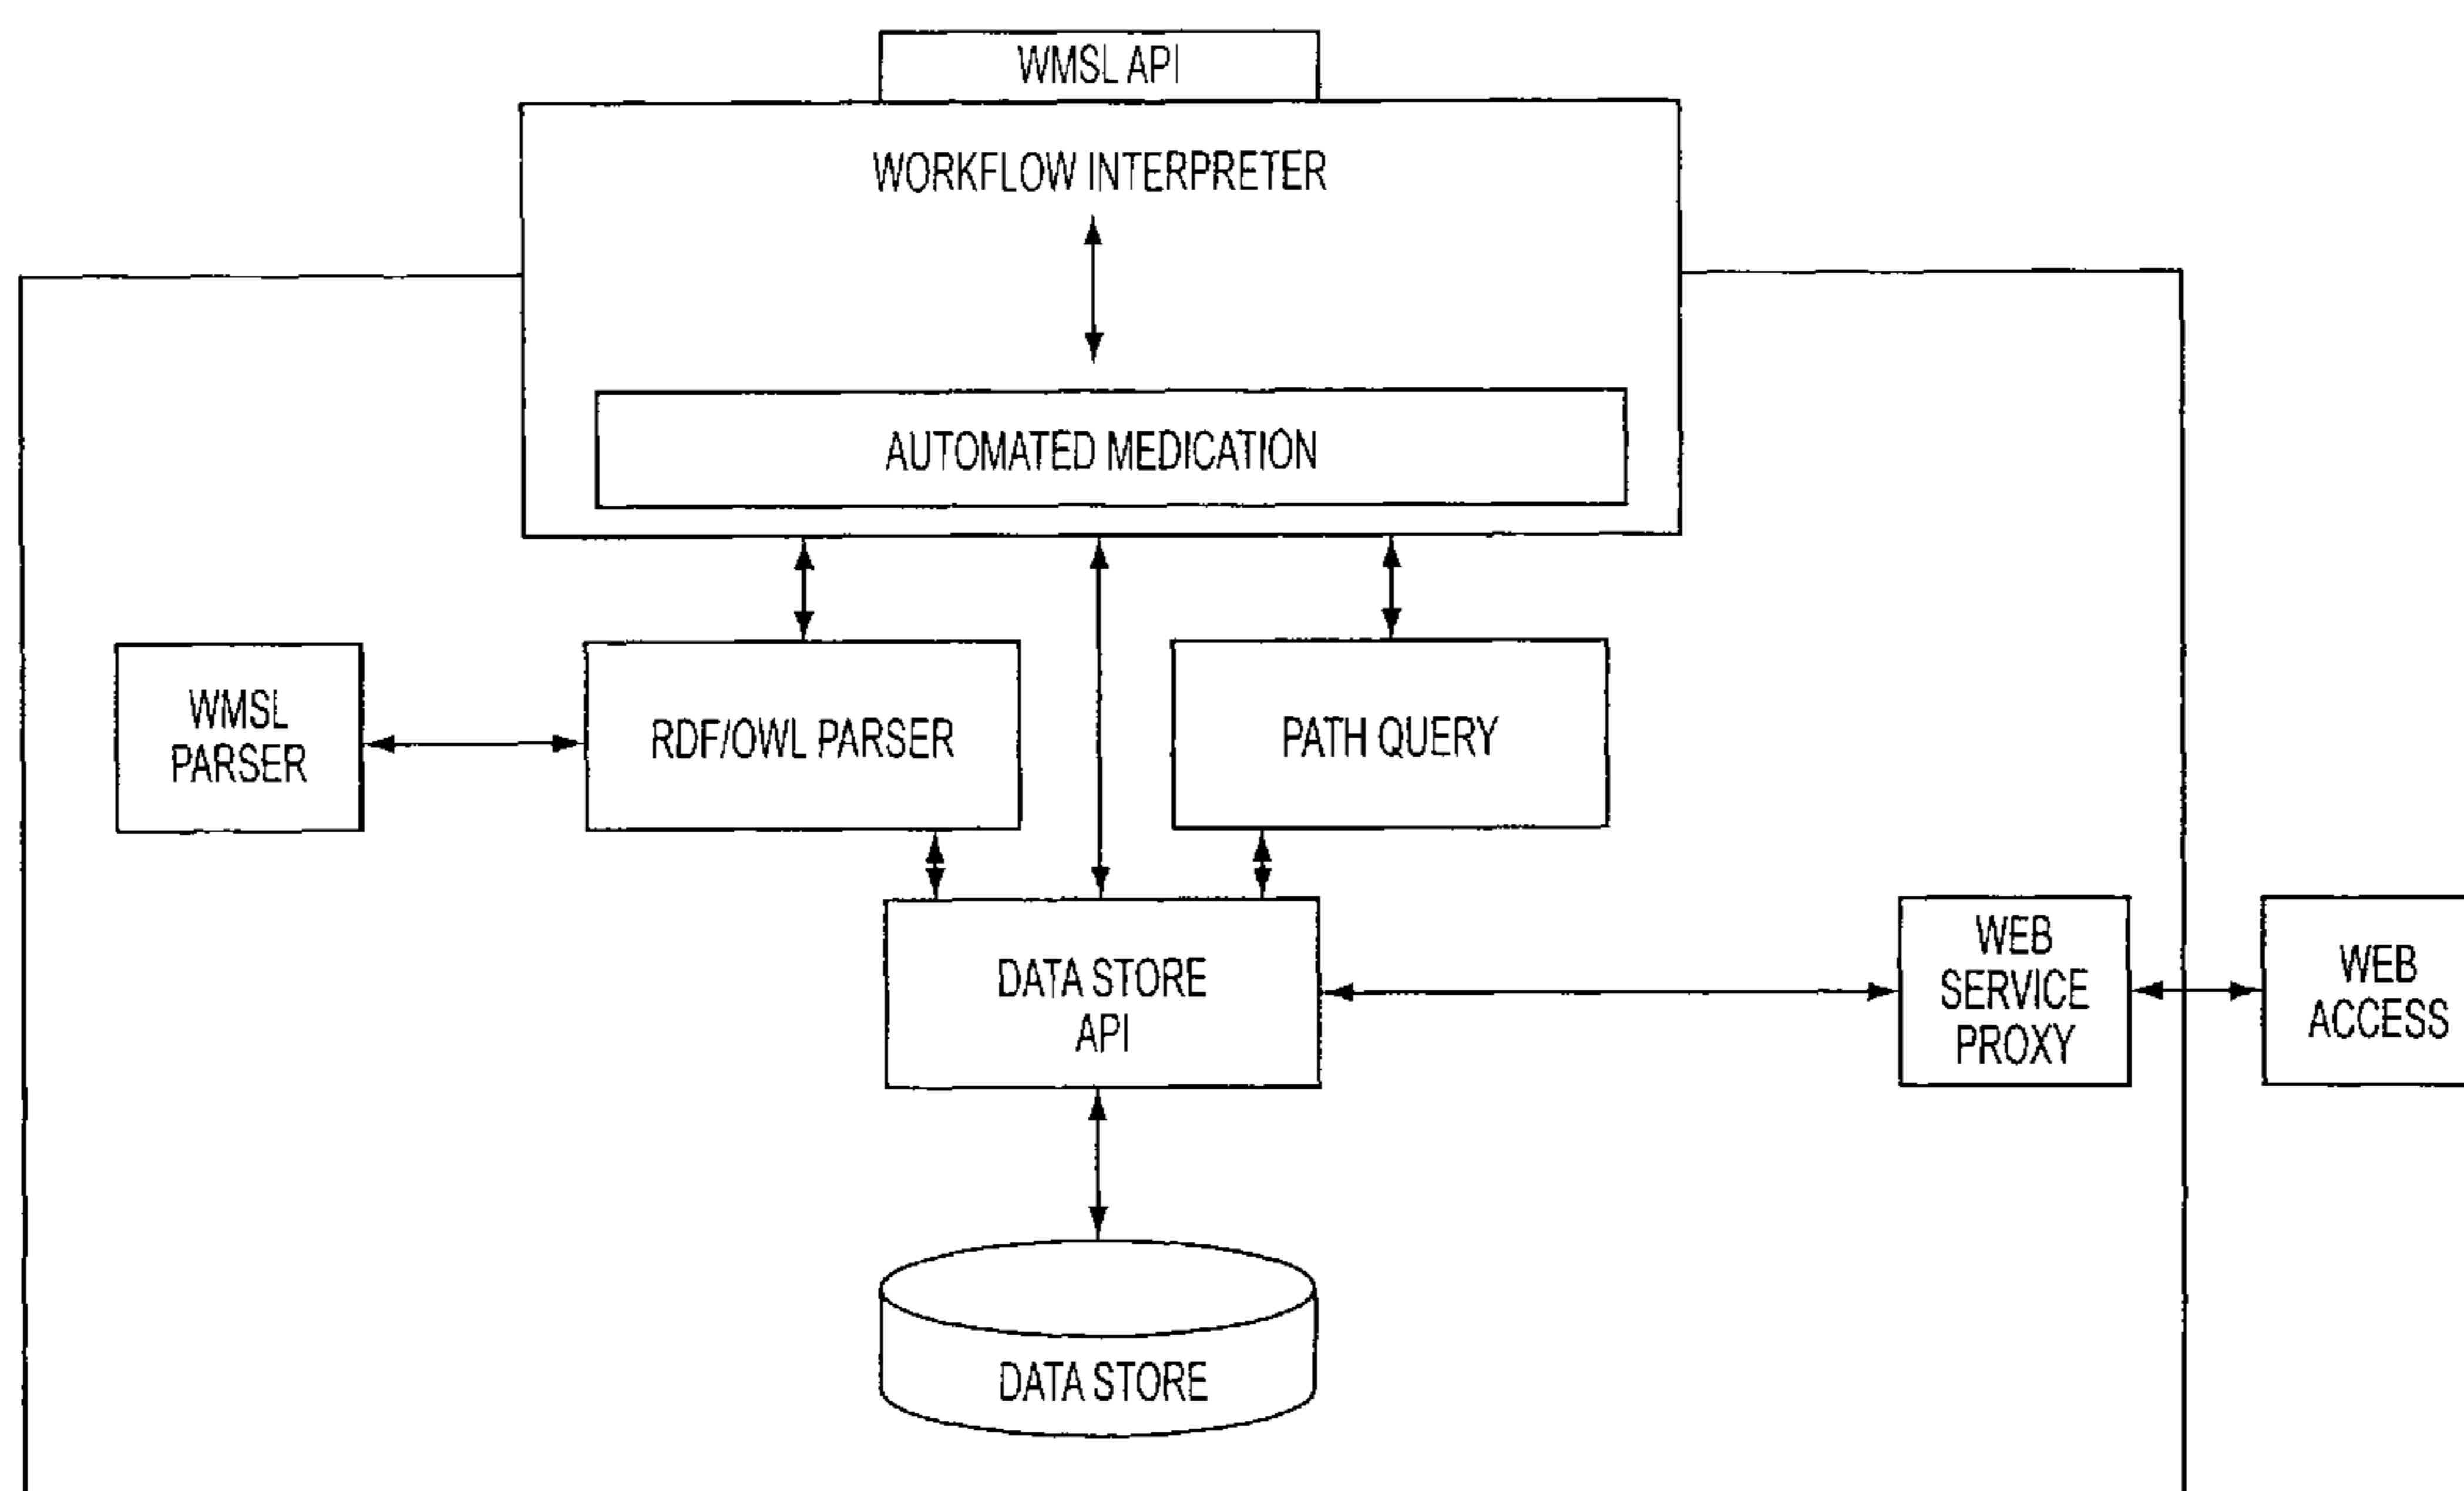 WMSL API
WORKFLOW INTERPRETER
AUTOMATED MEDICATION
WMSL
PARSER
RDF/OWL PARSER
PATH QUERY
DATA STORE
API
WEB
SERVICE
PROXY
WEB
ACCESS
DATA STORE